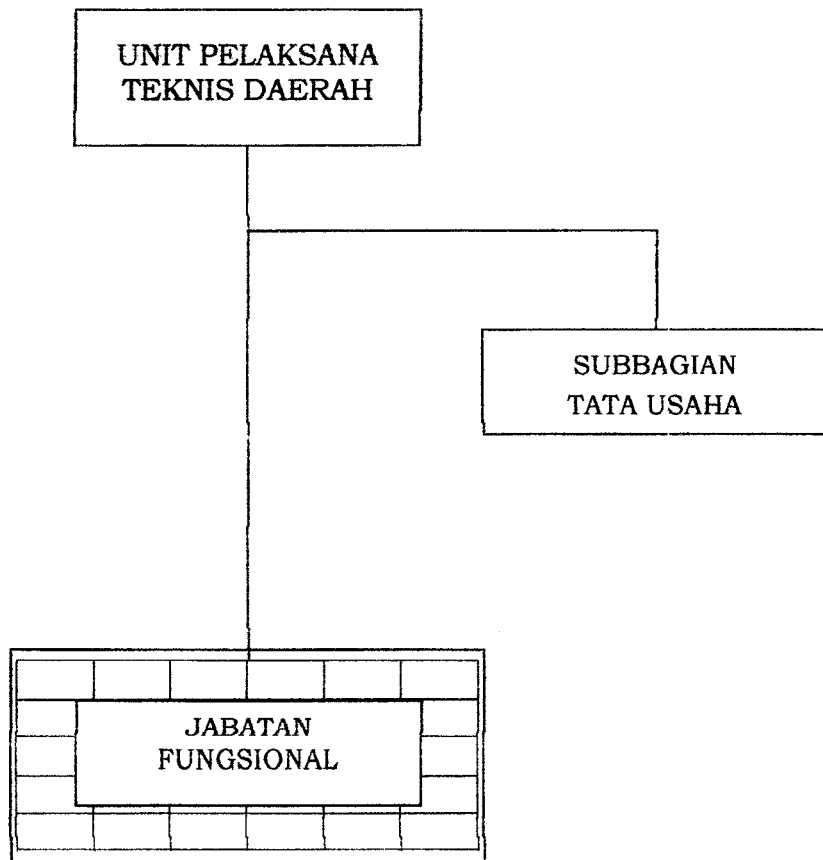 UNIT PELAKSANA
TEKNIS DAERAH
SUBBAGIAN
TATA USAHA
JABATAN
FUNGSIONAL